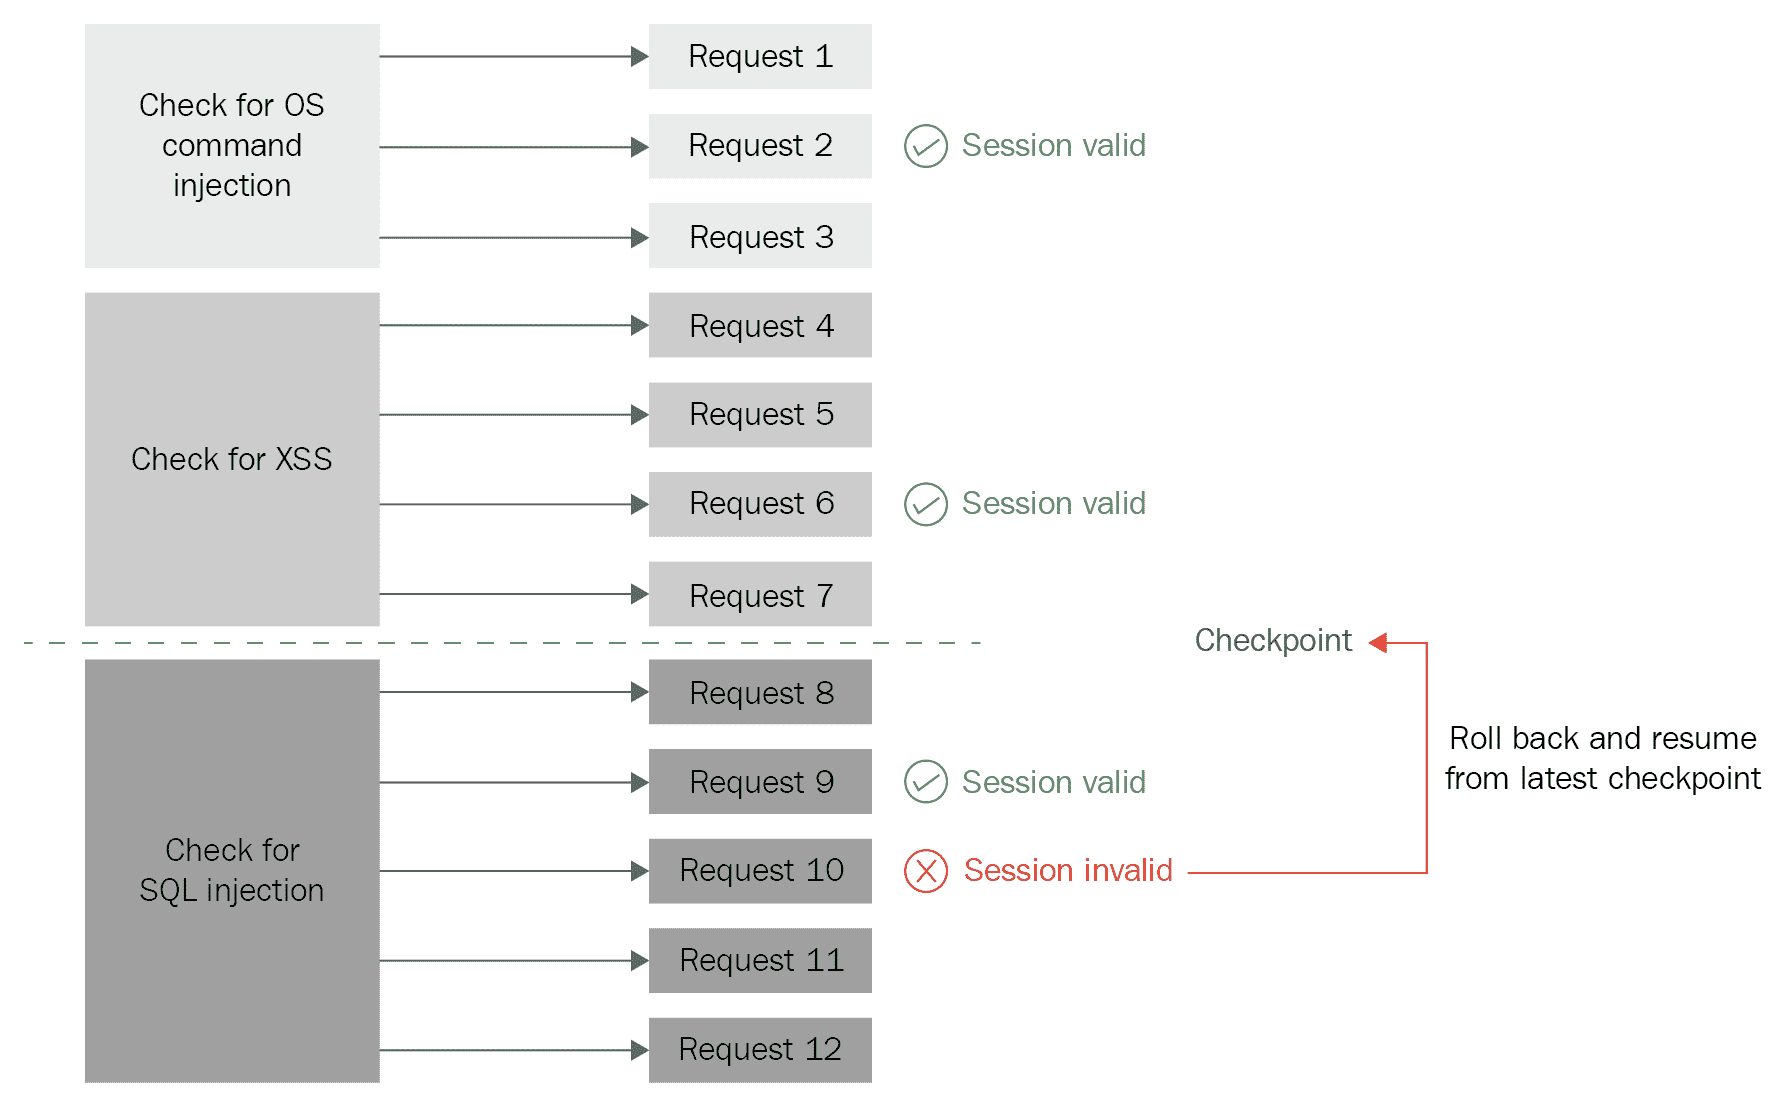 Check for OS
command
injection
Request 1
Request 2
Session valid
Request 3
Check for XSS
Request 4
Request 5
Request 6
Session valid
Request 7
Checkpoint
Check for
SQL injection
Request 8
Request 9
Session valid
Request 10
Session invalid
Request 11
Request 12
Roll back and resume
from latest checkpoint